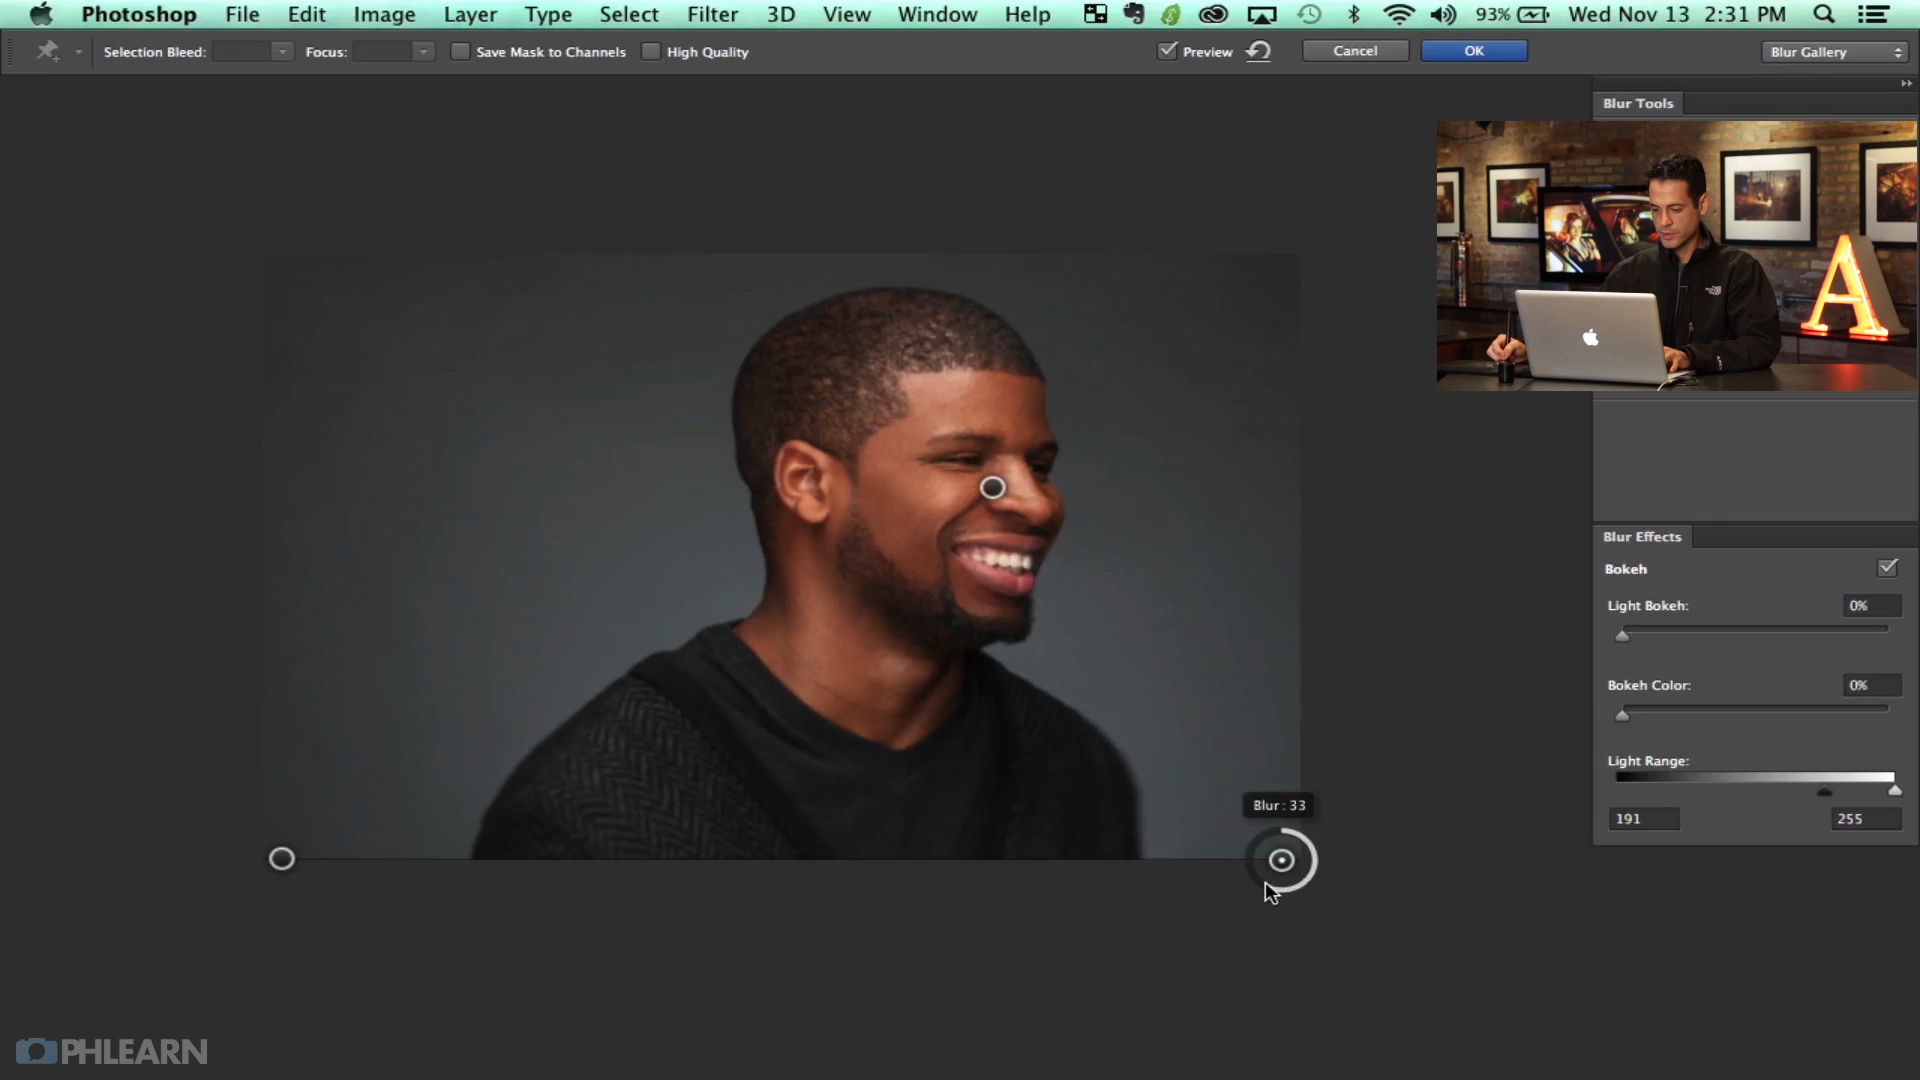 Photoshop File Edit Image Layer Type Select Filter 3D View Window Help 93% Wed Nov 13 2:31 PM
Selection Bleed: Focus: Save Mask to Channels High Quality Preview Cancel OK Blur Gallery
Blur Tools
A
Blur Effects
Bokeh
Light Bokeh: 0%
Bokeh Color: 0%
Light Range:
191 255
Blur: 33
PHLEARN